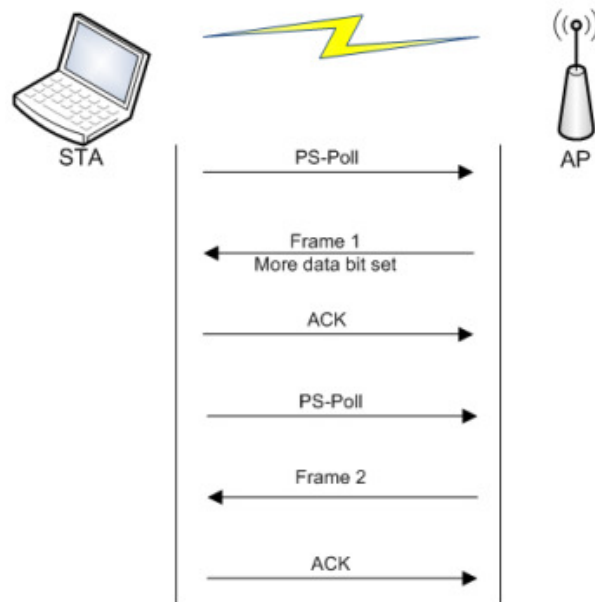 STA
AP
PS-Poll
Frame 1
More data bit set
ACK
PS-Poll
Frame 2
ACK